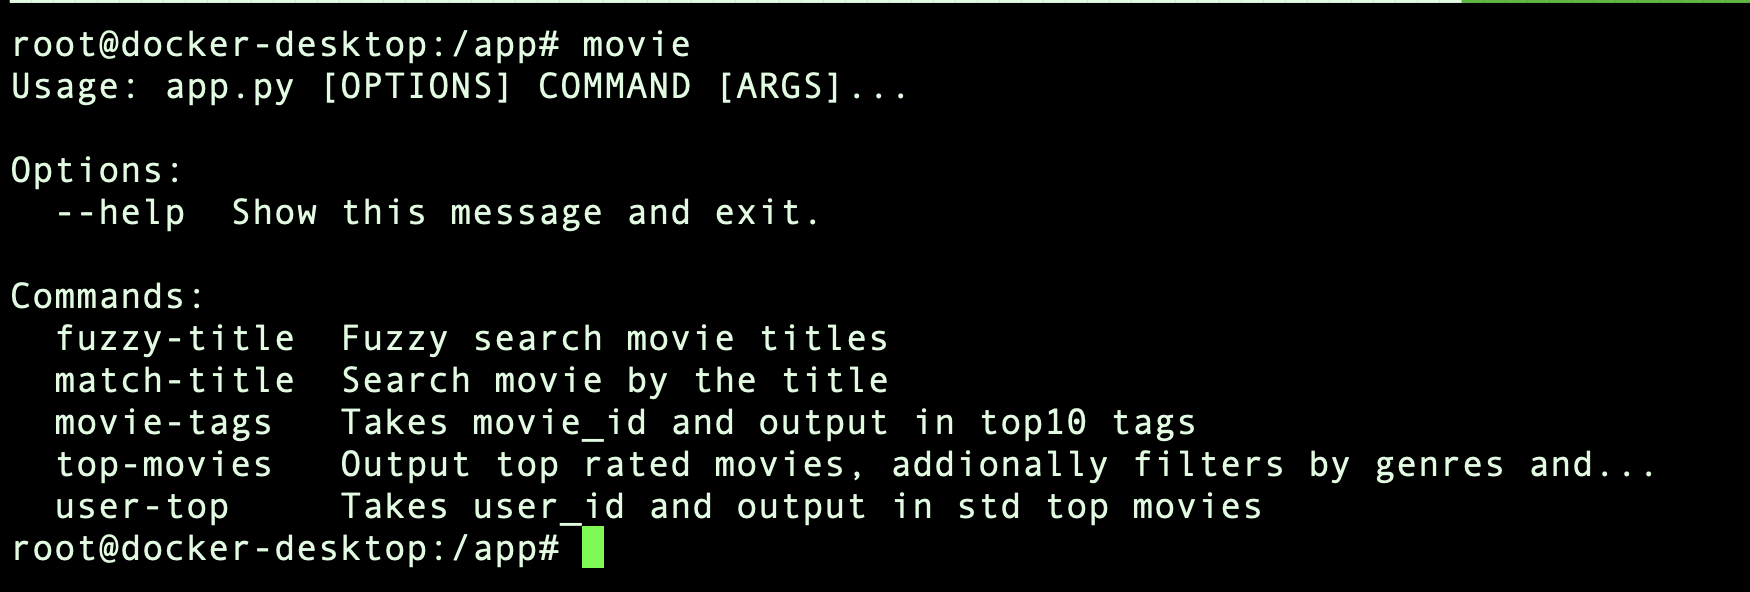 root@docker-desktop:/app# movie
Usage: app.py [OPTIONS] COMMAND [ARGS]...
Options:
--help  Show this message and exit.
Commands:
fuzzy-title  Fuzzy search movie titles
match-title  Search movie by the title
movie-tags   Takes movie_id and output in top10 tags
top-movies   Output top rated movies, addionally filters by genres and...
user-top     Takes user_id and output in std top movies
root@docker-desktop:/app#